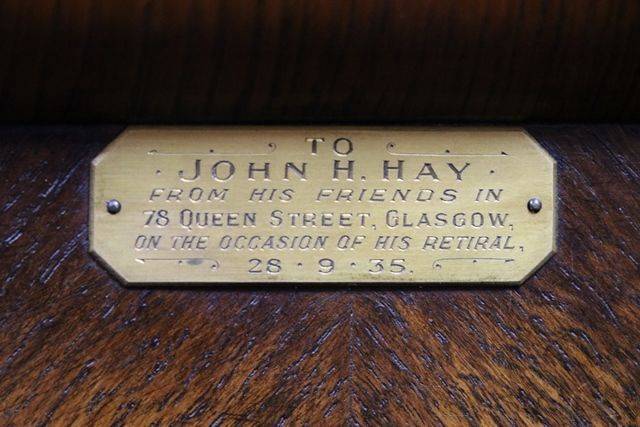 TO
JOHN H. HAY
FROM HIS FRIENDS IN
78 QUEEN STREET, GLASGOW,
ON THE OCCASION OF HIS RETIRAL,
28 · 9 · 35.